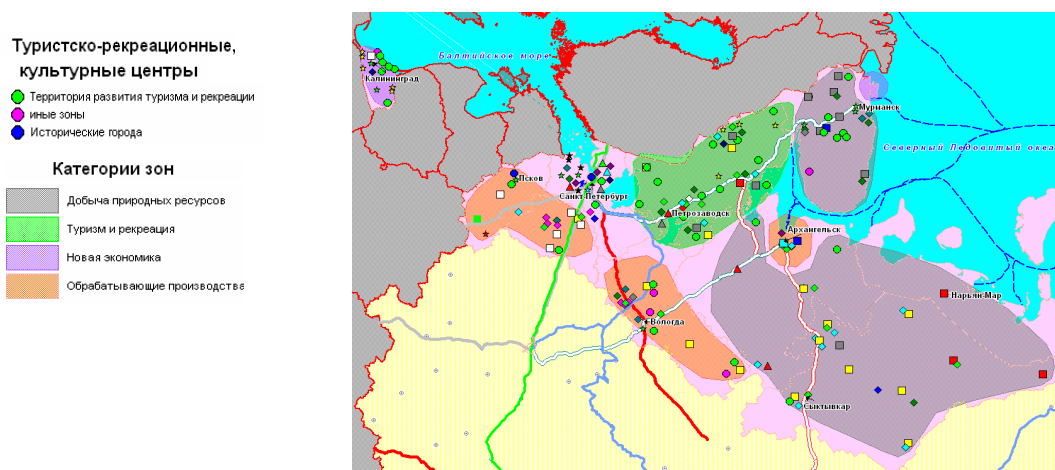 Туристско-рекреационные,
культурные центры
Территория развития туризма и рекреации
иные зоны
Исторические города
Категории зон
Добыча природных ресурсов
Туризм и рекреация
Новая экономика
Обрабатывающие производства
Балтийское море
Калининград
Мурманск
Северный Ледовитый океа
Псков
Санкт-Петербург
Петрозаводск
Архангельск
Нарьян-Мар
Вологда
Сыктывкар